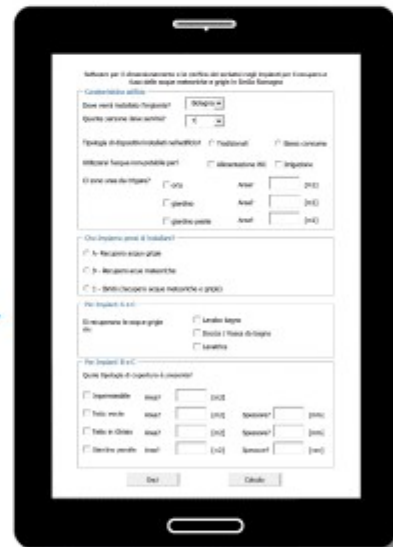 Software per il dimensionamento e la verifica dei serbatoi negli impianti per il recupero e
riuso delle acque meteoriche e grigie in Emilia Romagna
Caratteristiche edificio
Dove verrà installato l'impianto? Bologna
Quante persone deve servire?
Tipologia di dispositivi installati nell'edificio? Tradizionali Basso consumo
Utilizzerai l'acqua non potabile per? Alimentazione WC Irrigazione
Ci sono aree da irrigare?
orto Area? [m2]
giardino Area? [m2]
giardino pensile Area? [m2]
Che impianto pensi di installare?
A- Recupero acque grigie
B - Recupero acque meteoriche
C - Ibrido (recupero acque meteoriche e grigie)
Per impianti A e C
Si recuperano le acque grigie
da:
Lavabo bagno
Doccia / Vasca da bagno
Lavatrice
Per impianti B e C
Quale tipologia di copertura è presente?
Impermeabile Area? [m2]
Tetto verde Area? [m2] Spessore? [mm]
Tetto in Ghiaia Area? [m2] Spessore? [mm]
Giardino pensile Area? [m2] Spessore? [mm]
Esci Calcola